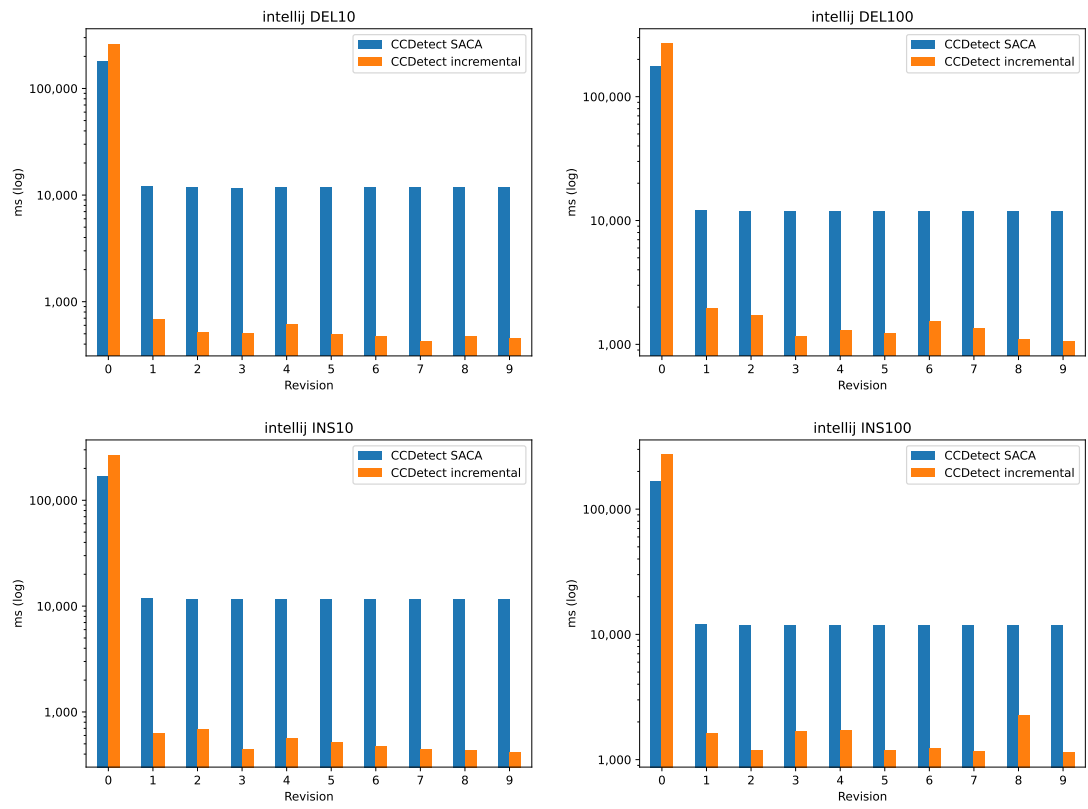 intellij DEL10
CCDetect SACA
CCDetect incremental
100,000
10,000
1,000
ms (log)
0 1 2 3 4 5 6 7 8 9
Revision
intellij DEL100
CCDetect SACA
CCDetect incremental
100,000
10,000
1,000
ms (log)
0 1 2 3 4 5 6 7 8 9
Revision
intellij INS10
CCDetect SACA
CCDetect incremental
100,000
10,000
1,000
ms (log)
0 1 2 3 4 5 6 7 8 9
Revision
intellij INS100
CCDetect SACA
CCDetect incremental
100,000
10,000
1,000
ms (log)
0 1 2 3 4 5 6 7 8 9
Revision